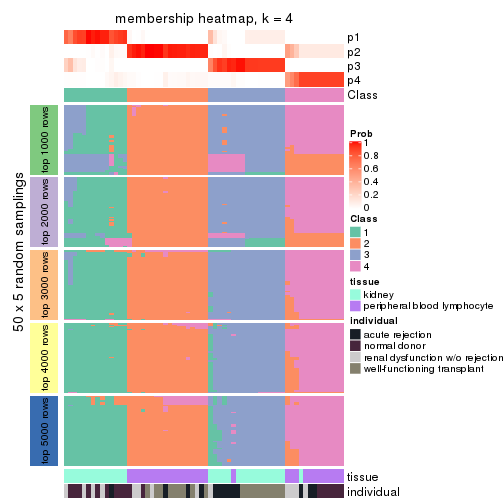 membership heatmap, k = 4
p1
p2
p3
p4
Class
50 x 5 random samplings
top 1000 rows
top 2000 rows
top 3000 rows
top 4000 rows
top 5000 rows
tissue
individual
Prob
1
0.8
0.6
0.4
0.2
0
Class
1
2
3
4
tissue
kidney
peripheral blood lymphocyte
individual
acute rejection
normal donor
renal dysfunction w/o rejection
well-functioning transplant